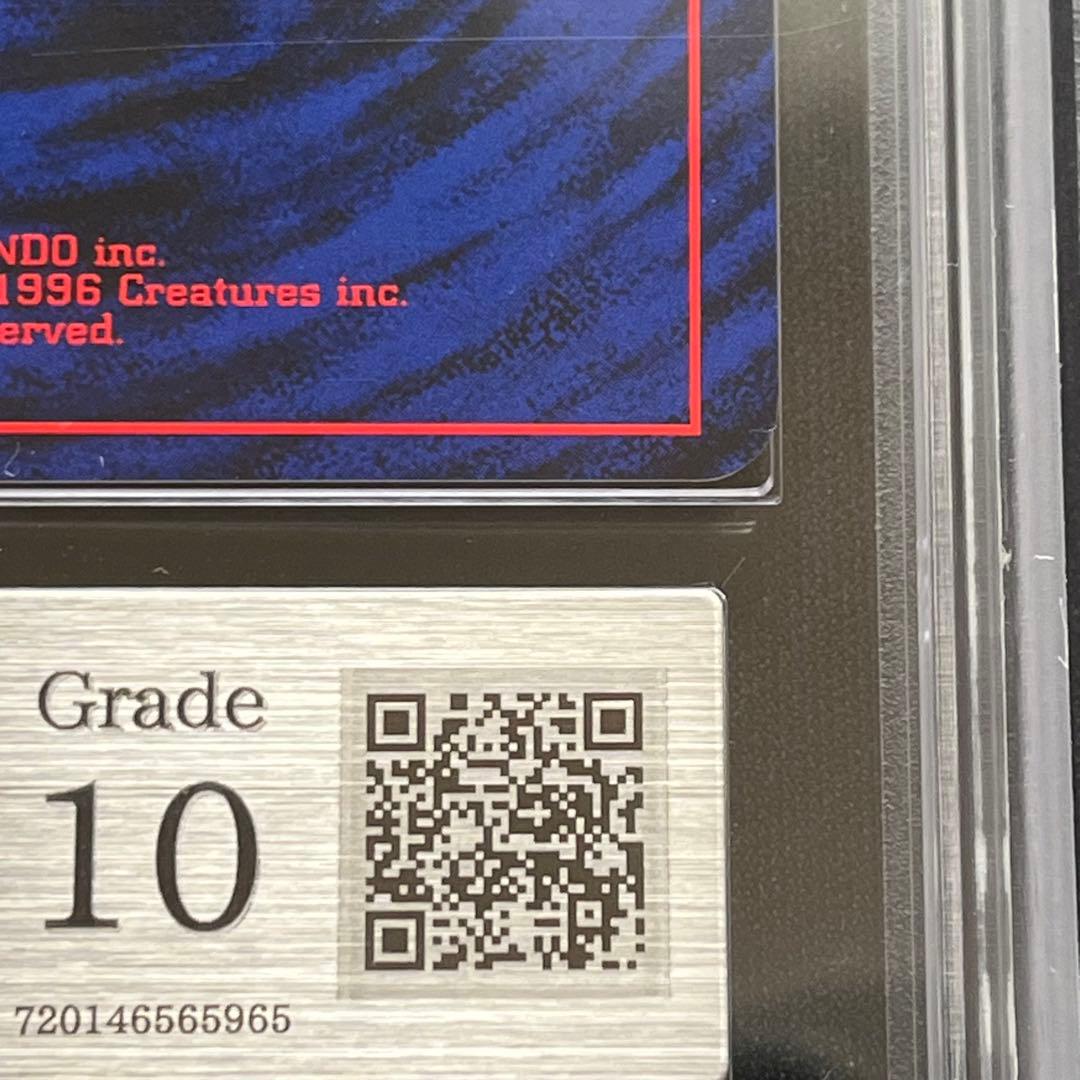 NDO inc.
1996 Creatures inc.
erved.
Grade
10
720146565965